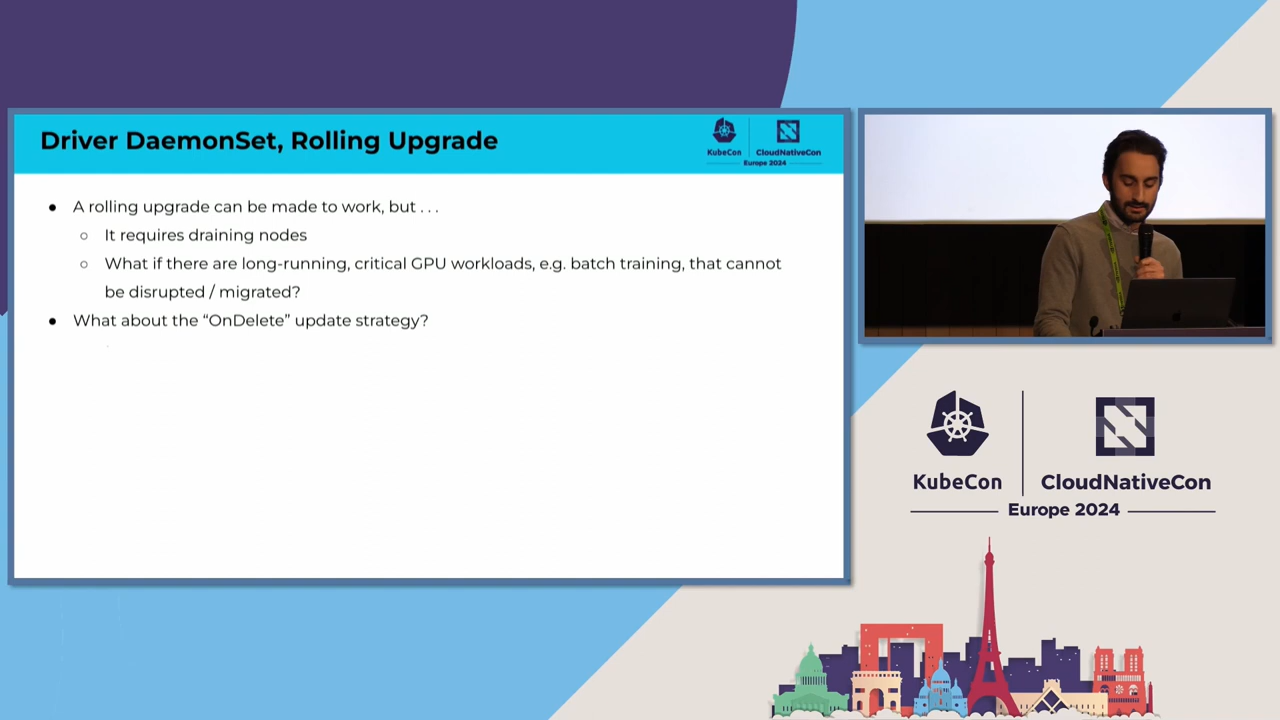 Driver DaemonSet, Rolling Upgrade
KubeCon
CloudNativeCon
Europe 2024
● A rolling upgrade can be made to work, but . . .
○ It requires draining nodes
○ What if there are long-running, critical GPU workloads, e.g. batch training, that cannot
be disrupted / migrated?
● What about the “OnDelete” update strategy?
KubeCon
CloudNativeCon
Europe 2024